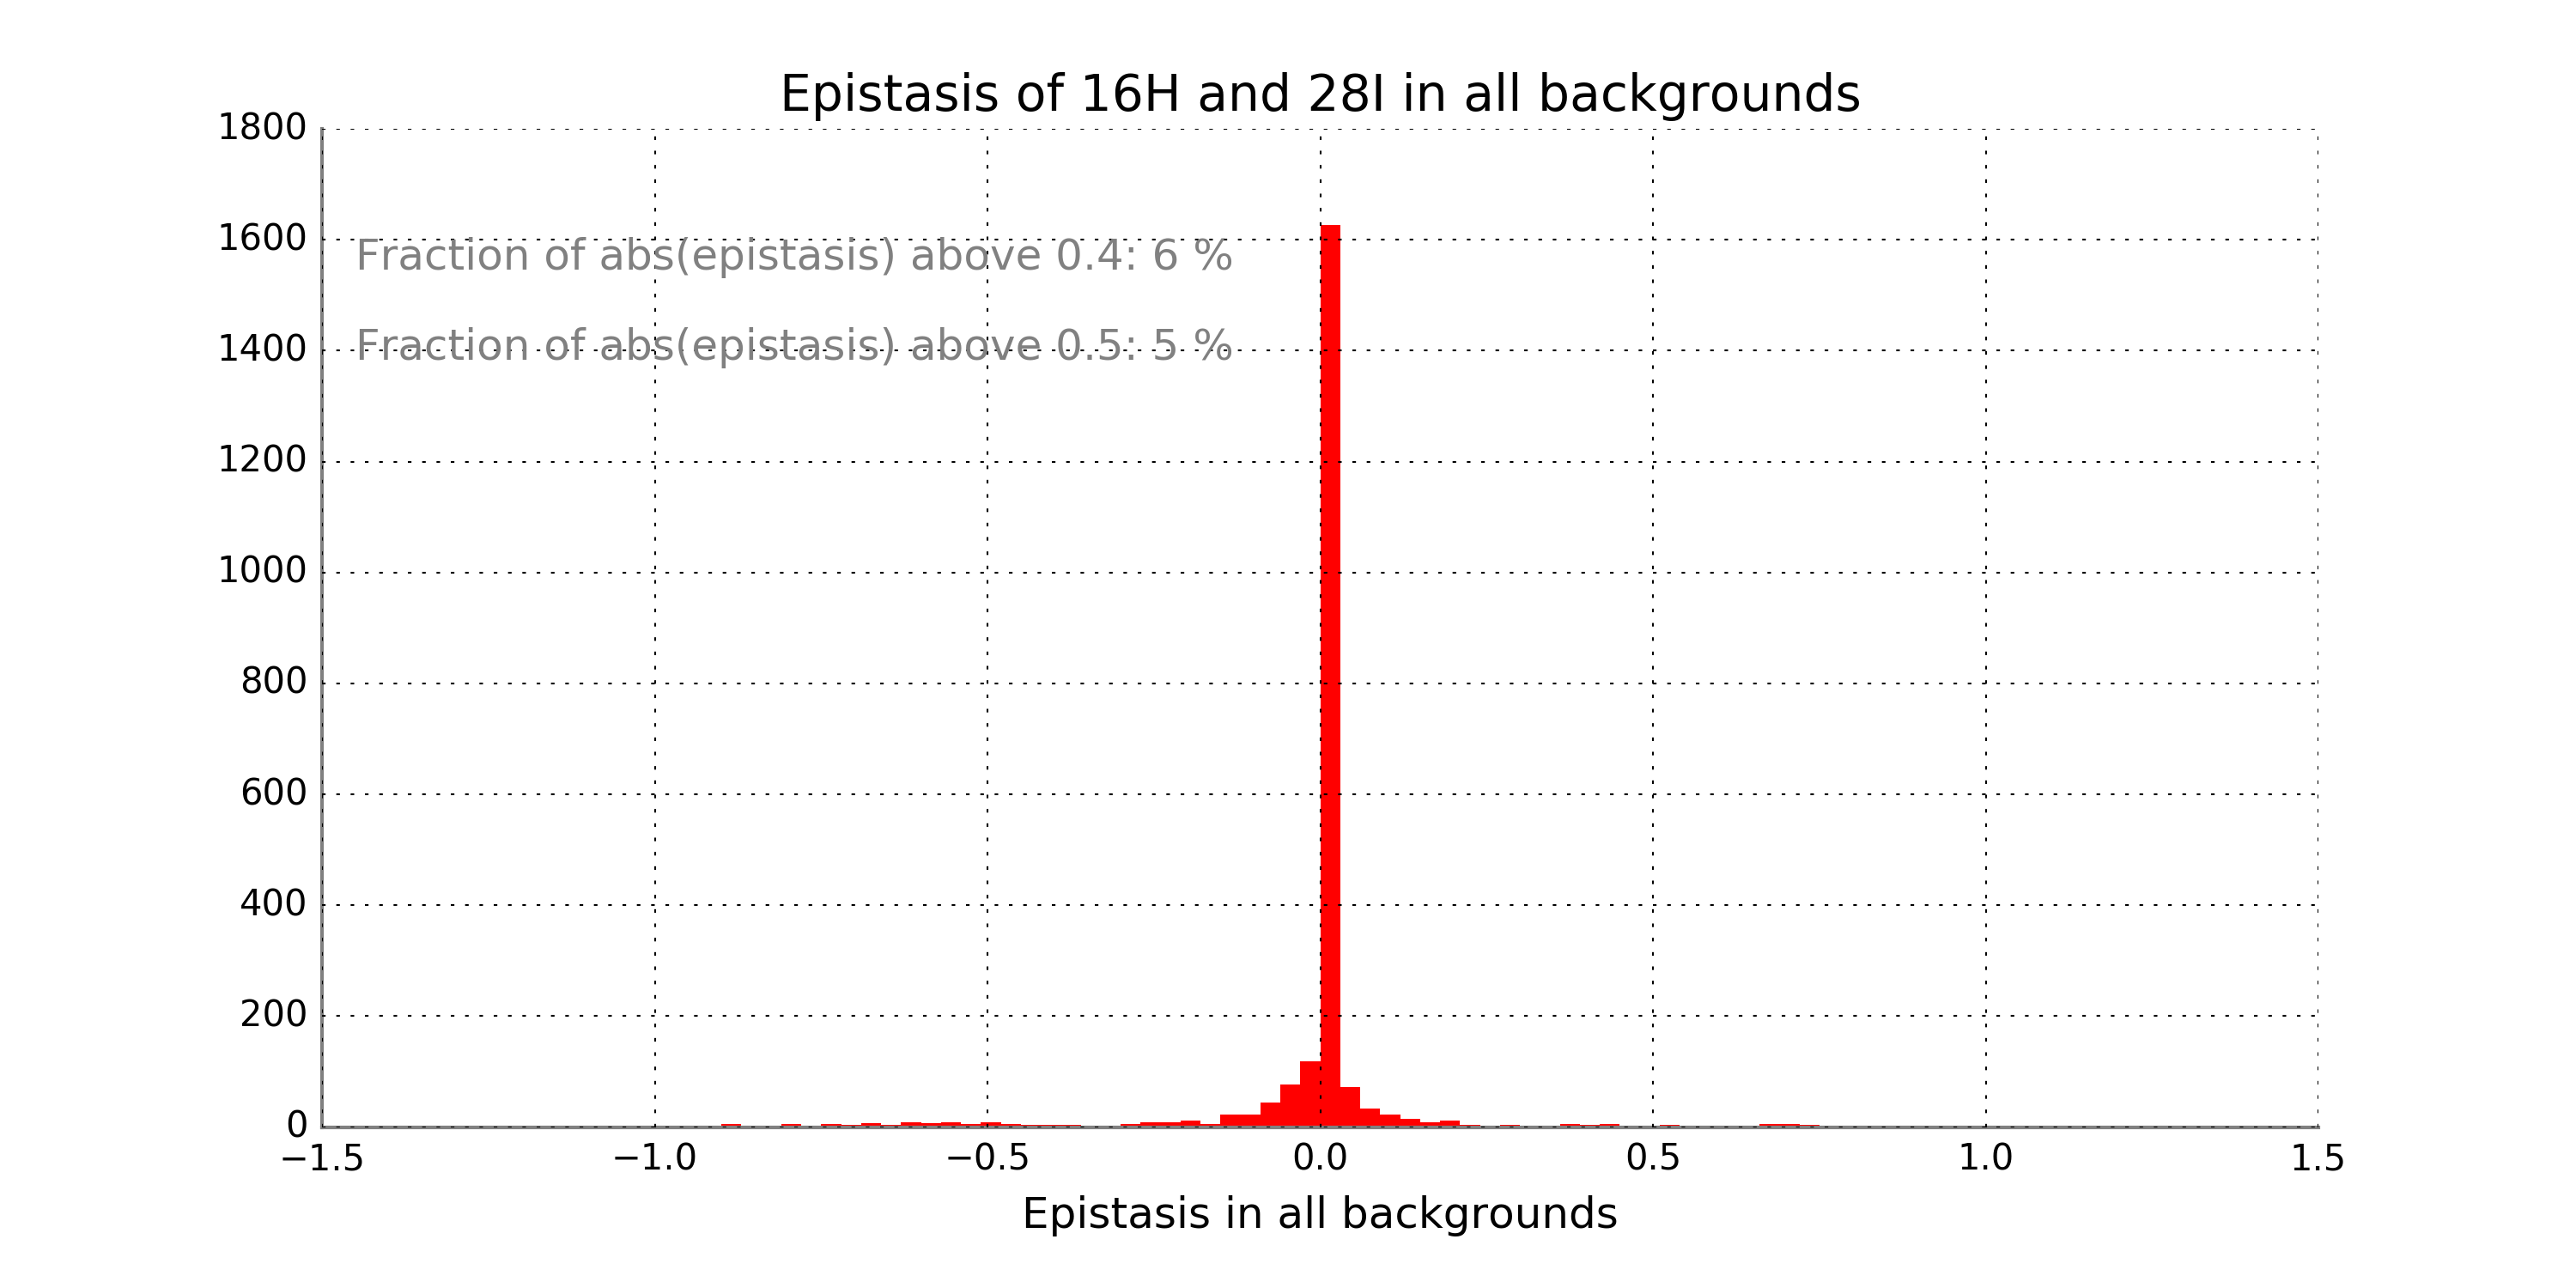 Epistasis of 16H and 28I in all backgrounds
1800
1600
Fraction of abs(epistasis) above 0.4: 6 %
1400
Fraction of abs(epistasis) above 0.5: 5 %
1200
1000
800
600
400
200
0
−1.5 −1.0 −0.5 0.0 0.5 1.0 1.5
Epistasis in all backgrounds